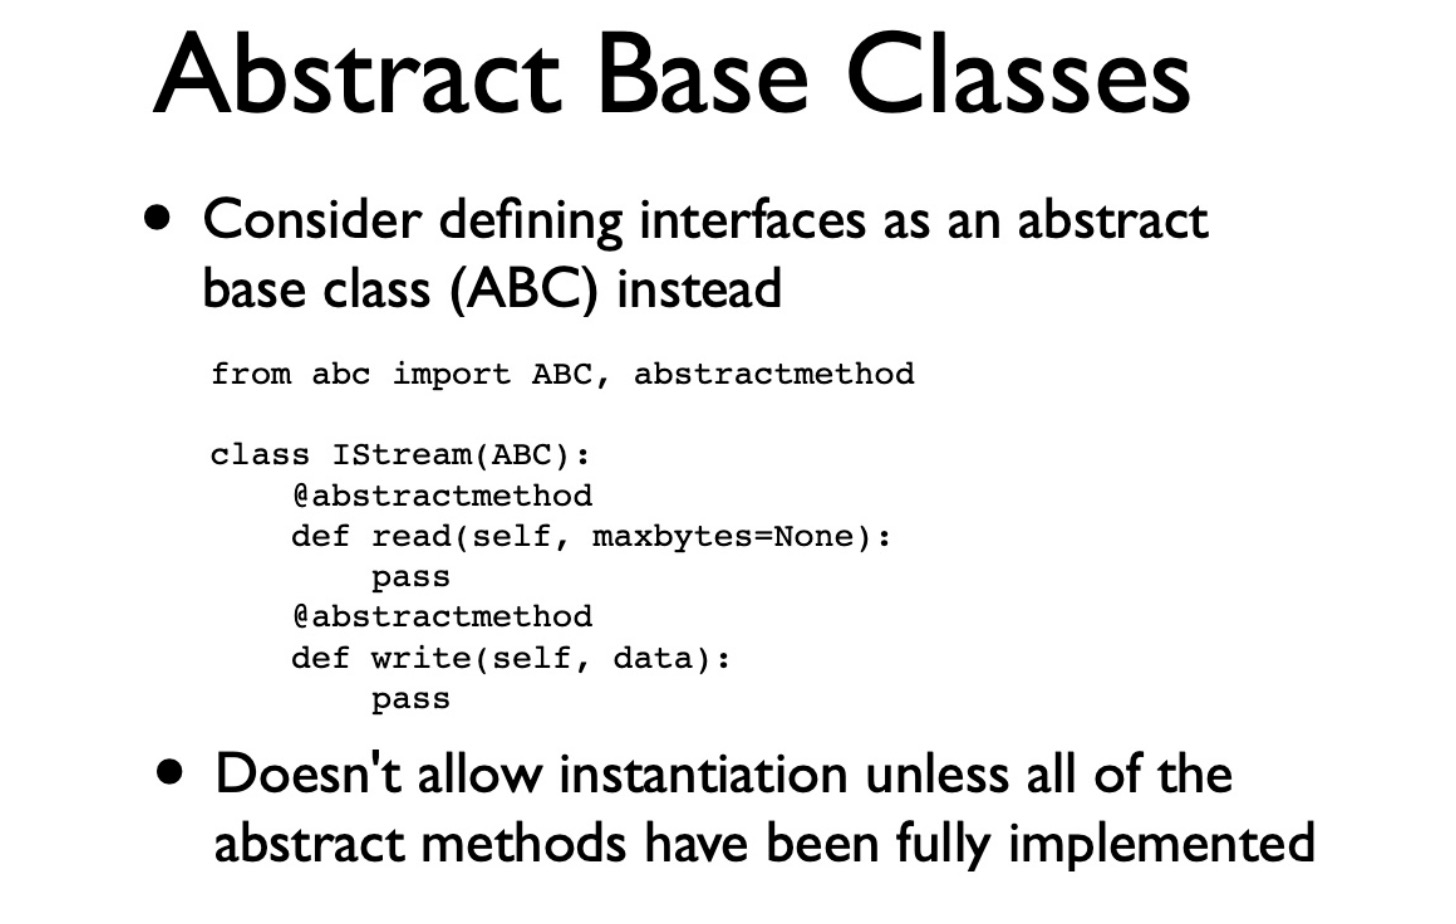 Abstract Base Classes
• Consider defining interfaces as an abstract
base class (ABC) instead
from abc import ABC, abstractmethod
class IStream(ABC):
    @abstractmethod
    def read(self, maxbytes=None):
        pass
    @abstractmethod
    def write(self, data):
        pass
• Doesn't allow instantiation unless all of the
abstract methods have been fully implemented